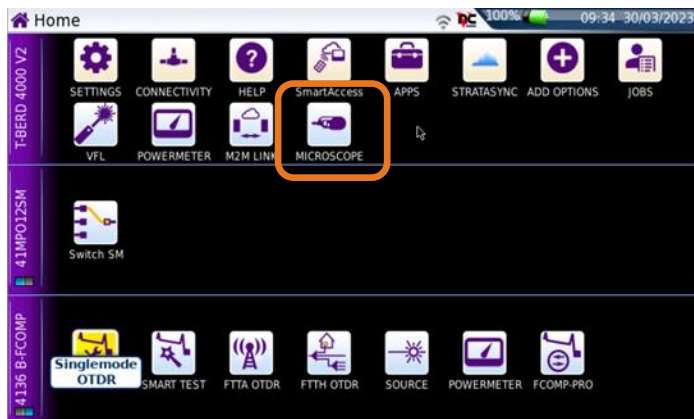 Home
100%
09:34 30/03/2023
T-BERD 4000 V2
SETTINGS CONNECTIVITY HELP SmartAccess APPS STRATASYNC ADD OPTIONS JOBS
VFL POWERMETER M2M LINK MICROSCOPE
41MPO12SM
Switch SM
4136 B-FCOMP
Singlemode
OTDR SMART TEST FTTA OTDR FTTH OTDR SOURCE POWERMETER FCOMP-PRO